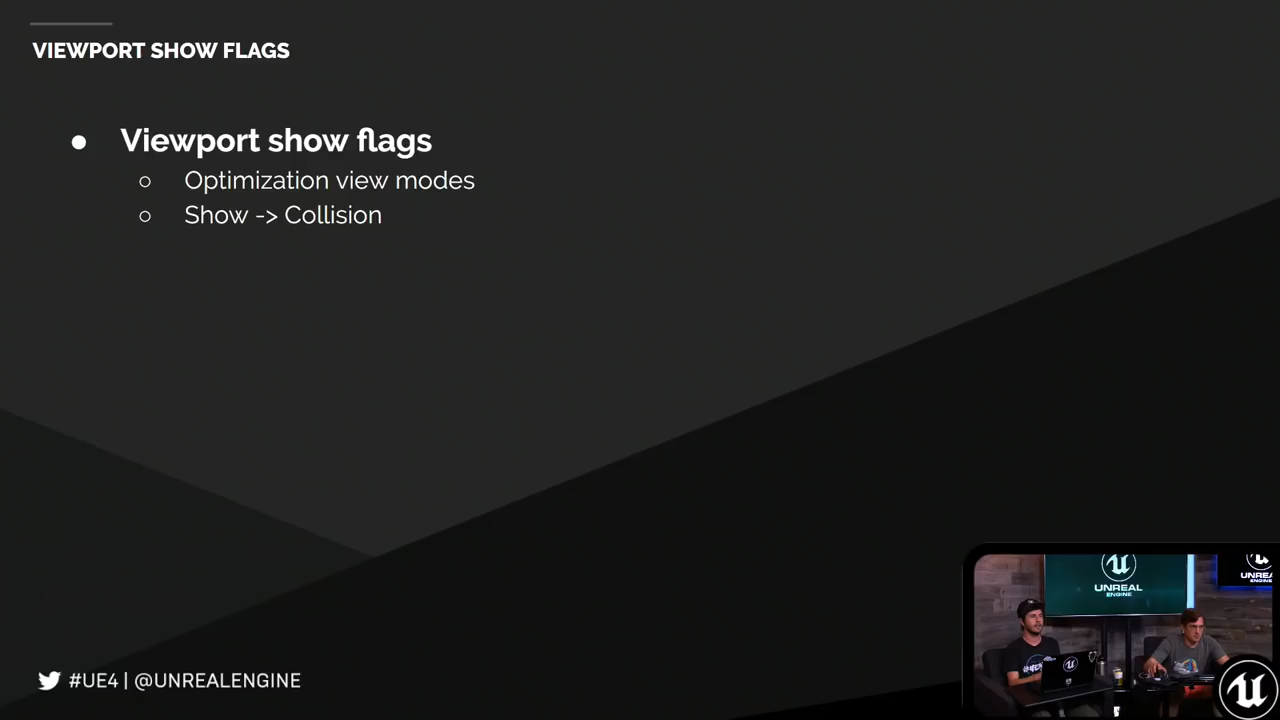 VIEWPORT SHOW FLAGS
● Viewport show flags
○ Optimization view modes
○ Show -> Collision
#UE4 | @UNREALENGINE
UNREAL
ENGINE